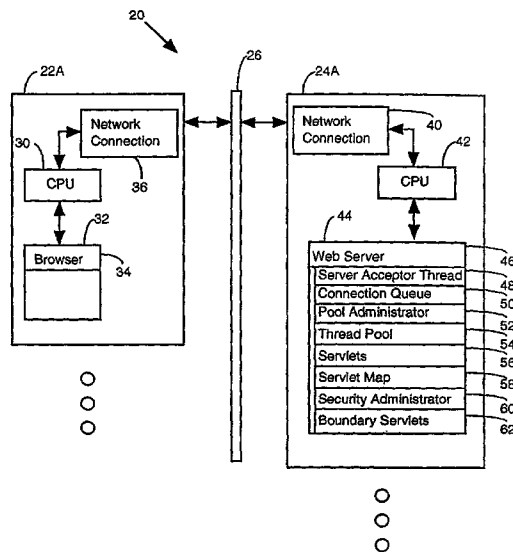 20
22A
26
24A
Network
Connection
36
30
CPU
32
Browser
34
Network
Connection
40
42
CPU
44
Web Server
46
Server Acceptor Thread
48
Connection Queue
50
Pool Administrator
52
Thread Pool
54
Servlets
56
Servlet Map
58
Security Administrator
60
Boundary Servlets
62